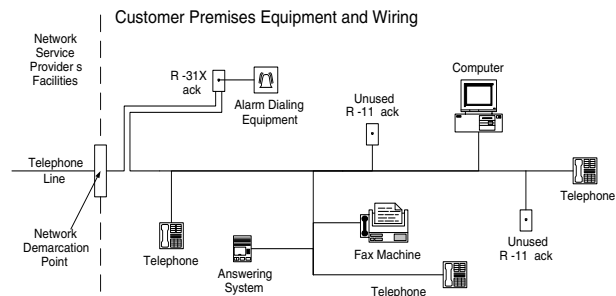 Customer Premises Equipment and Wiring
Network
Service
Provider s
Facilities
R -31X
ack
Alarm Dialing
Equipment
Unused
R -11 ack
Computer
Telephone
Line
Network
Demarcation
Point
Telephone
Answering
System
Fax Machine
Telephone
Unused
R -11 ack
Telephone